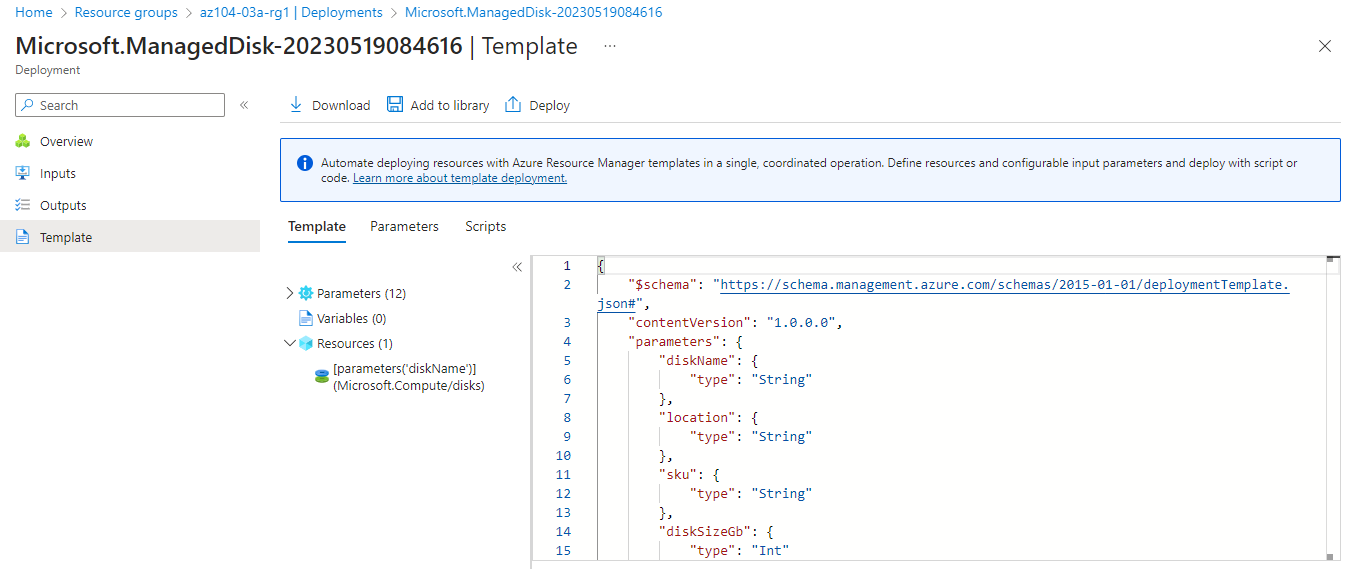 Home > Resource groups > az104-03a-rg1 | Deployments > Microsoft.ManagedDisk-20230519084616
Microsoft.ManagedDisk-20230519084616 | Template ...
Deployment
Search
Overview
Inputs
Outputs
Template
Download Add to library Deploy
Automate deploying resources with Azure Resource Manager templates in a single, coordinated operation. Define resources and configurable input parameters and deploy with script or
code. Learn more about template deployment.
Template Parameters Scripts
Parameters (12)
Variables (0)
Resources (1)
[parameters('diskName')]
(Microsoft.Compute/disks)
1 {
2 "$schema": "https://schema.management.azure.com/schemas/2015-01-01/deploymentTemplate.
json#",
3 "contentVersion": "1.0.0.0",
4 "parameters": {
5 "diskName": {
6 "type": "String"
7 },
8 "location": {
9 "type": "String"
10 },
11 "sku": {
12 "type": "String"
13 },
14 "diskSizeGb": {
15 "type": "Int"